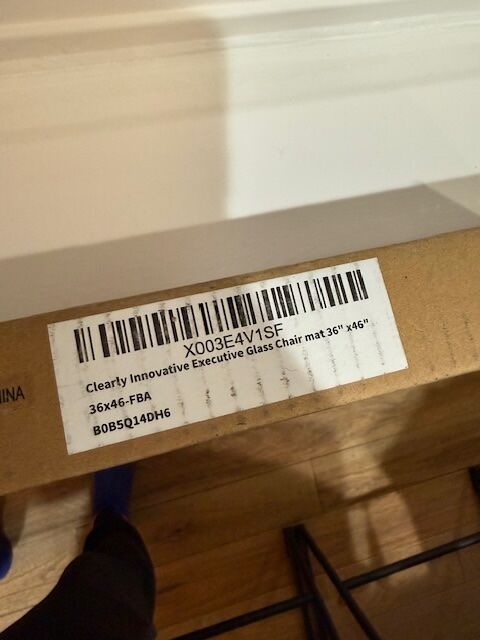 X003E4V1SF
Clearly Innovative Executive Glass Chair mat 36" x46"
36x46-FBA
B0B5Q14DH6